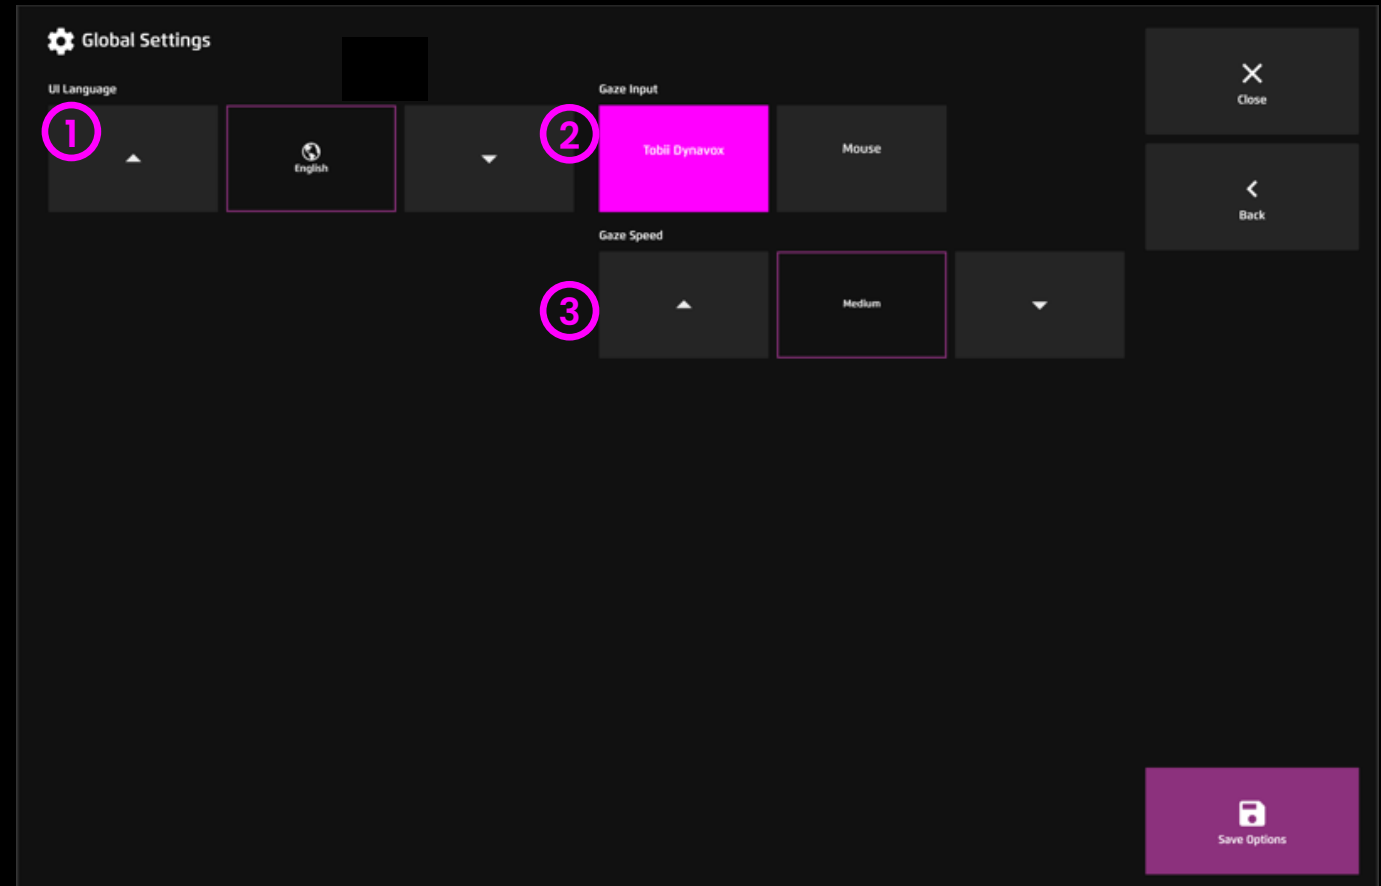 Global Settings
UI Language
1
English
Gaze Input
2
Tobii Dynavox
Mouse
Gaze Speed
3
Medium
Close
Back
Save Options